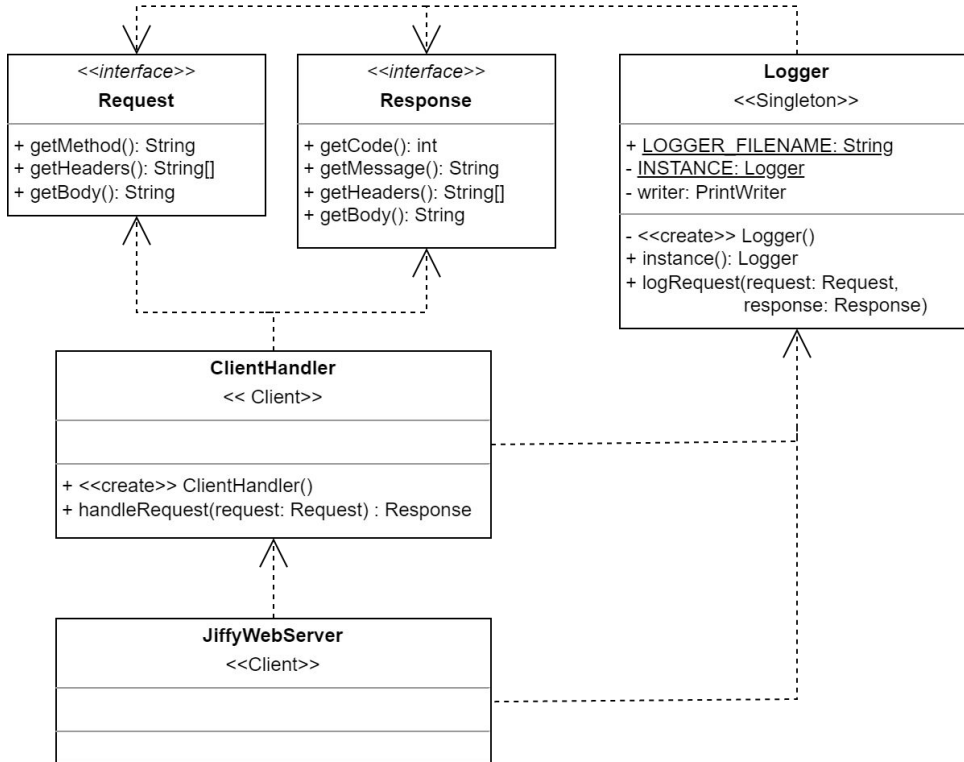 <<interface>>
Request
+ getMethod(): String
+ getHeaders(): String[]
+ getBody(): String
<<interface>>
Response
+ getCode(): int
+ getMessage(): String
+ getHeaders(): String[]
+ getBody(): String
Logger
<<Singleton>>
+ LOGGER_FILENAME: String
- INSTANCE: Logger
- writer: PrintWriter
- <<create>> Logger()
+ instance(): Logger
+ logRequest(request: Request,
response: Response)
ClientHandler
<< Client>>
+ <<create>> ClientHandler()
+ handleRequest(request: Request) : Response
JiffyWebServer
<<Client>>